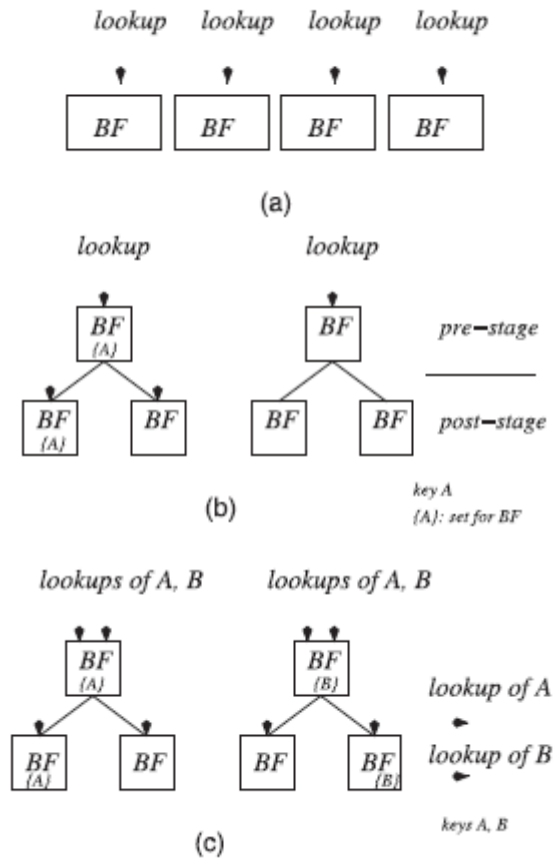 lookup lookup lookup lookup
BF BF BF BF
(a)
lookup lookup
BF BF pre-stage
{A}
BF BF BF BF post-stage
{A}
key A
{A}: set for BF
(b)
lookups of A, B lookups of A, B
BF BF
{A} {B}
lookup of A
BF BF BF BF lookup of B
{A} {B}
keys A, B
(c)